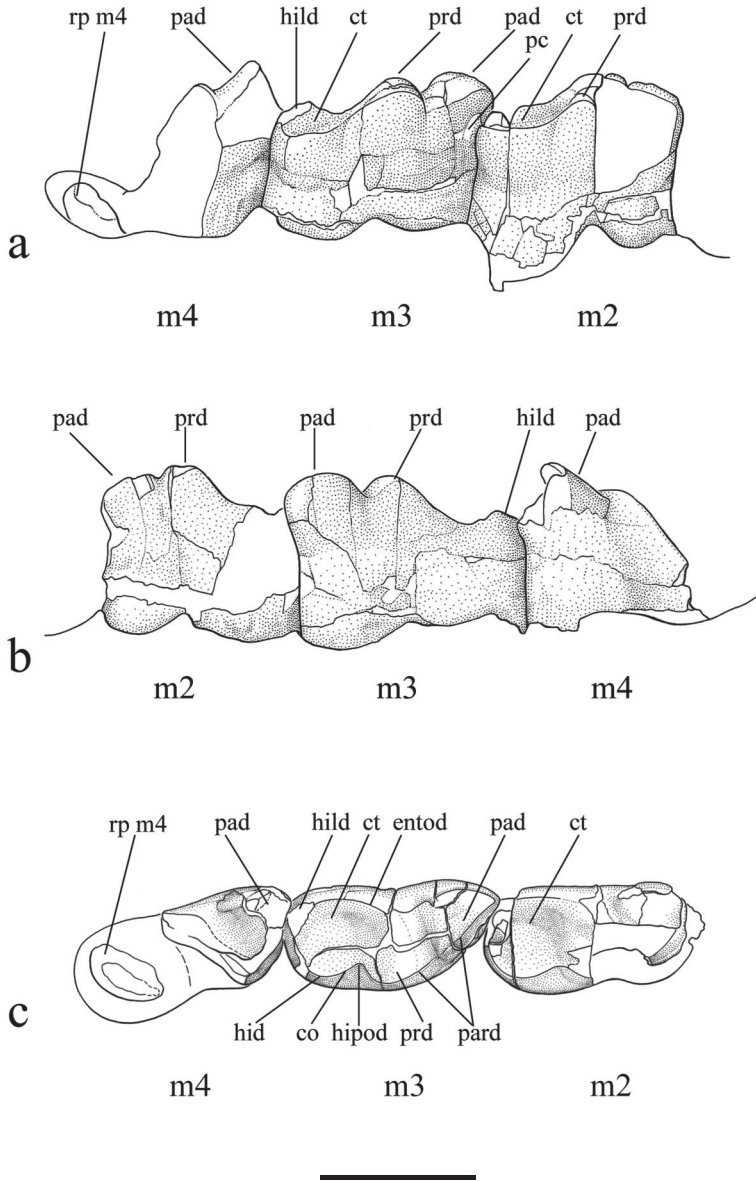 rp m4 pad hild ct prd pad ct prd
pc
a
m4 m3 m2
pad prd pad prd hild pad
b
m2 m3 m4
rp m4 pad hild ct entod pad ct
c
hid co hipod prd pard
m4 m3 m2